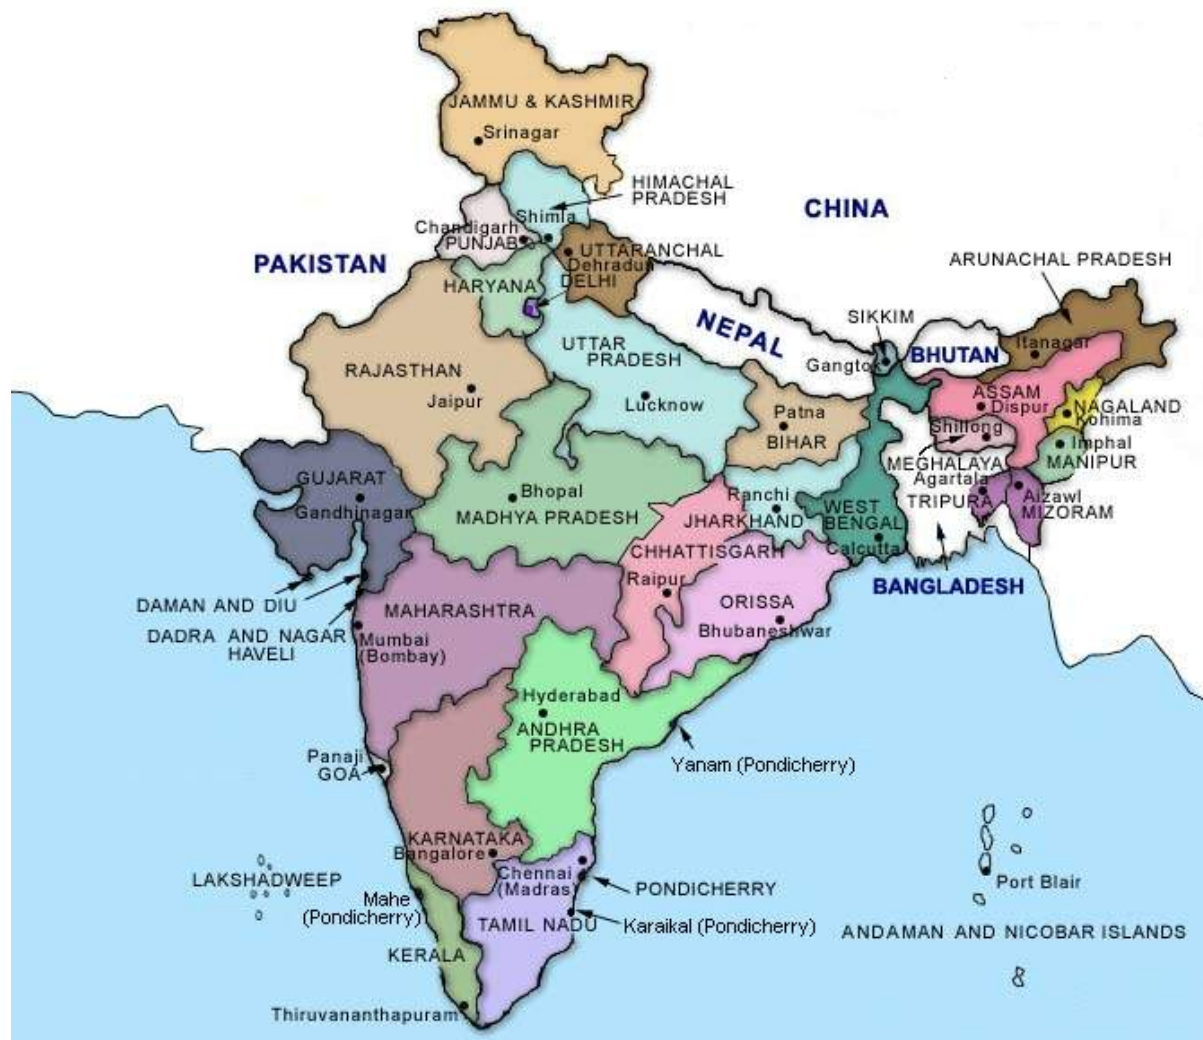 JAMMU & KASHMIR
Srinagar
HIMACHAL
PRADESH
CHINA
Shimla
Chandigarh
PUNJAB
UTTARANCHAL
Dehradun
PAKISTAN
HARYANA
DELHI
ARUNACHAL PRADESH
NEPAL
SIKKIM
Itanagar
UTTAR
PRADESH
BHUTAN
Gangtok
RAJASTHAN
Jaipur
Lucknow
ASSAM
Dispur
NAGALAND
Kohima
Patna
BIHAR
Shillong
Imphal
MANIPUR
MEGHALAYA
Agartala
TRIPURA
Aizawl
MIZORAM
GUJARAT
Gandhinagar
Bhopal
MADHYA PRADESH
Ranchi
JHARKHAND
WEST
BENGAL
Calcutta
CHHATTISGARH
Raipur
BANGLADESH
DAMAN AND DIU
MAHARASHTRA
ORISSA
Bhubaneshwar
DADRA AND NAGAR
HAVELI
Mumbai
(Bombay)
Hyderabad
ANDHRA
PRADESH
Yanam (Pondicherry)
Panaji
GOA
KARNATAKA
Bangalore
Chennai
(Madras)
PONDICHERRY
LAKSHADWEEP
Port Blair
Mahe
(Pondicherry)
TAMIL NADU
Karaikal (Pondicherry)
ANDAMAN AND NICOBAR ISLANDS
KERALA
Thiruvananthapuram